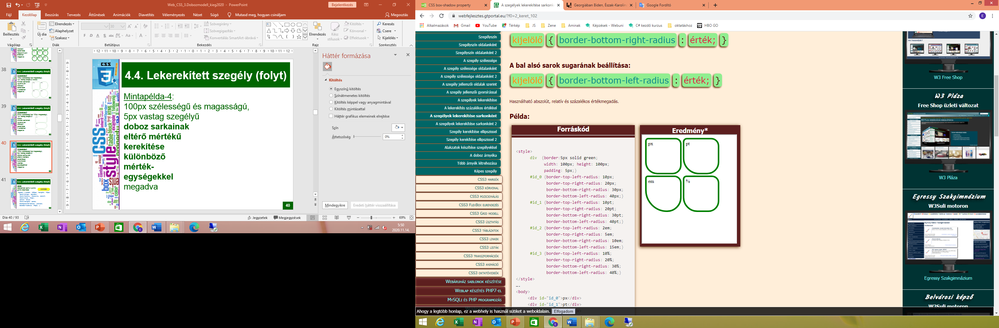 Web_CSS_3.Dobozmodell_kieg2020 - PowerPoint
Bejelentkezés
Fájl Kezdőlap Beszúrás Tervezés Áttűnések Animációk Diavetítés Véleményezés Nézet Súgó Mutasd meg, hogyan csináljam Megosztás
Beillesztés
Új dia
Elrendezés
Alaphelyzet
Szakasz
30
Szövegirány
Szövegigazítás
Konvertálás SmartArt-ábrává
Elrendezés
Kész stílusok
Kitöltés
Körvonal
Effektusok
Keresés
Csere
Kijelölés
Vágólap Diák Betűtípus Bekezdés Rajz Szerkesztés
38
4.4. Lekerekített szegély (folyt)
39
4.4. Lekerekített szegély (folyt)
40
4.4. Lekerekített szegély (folyt)
41
4.4. Lekerekített szegély (folyt)
CSS
4.4. Lekerekített szegély (folyt)
Mintapélda-4:
100px szélességű és magasságú,
5px vastag szegélyű
doboz sarkainak
eltérő mértékű
kerekítése
különböző
mérték-
egységekkel
megadva
40
Háttér formázása
Kitöltés
Egyszínű kitöltés
Színátmenetes kitöltés
Kitöltés képpel vagy anyagmintával
Kitöltés mintázattal
Háttér grafikus elemeinek elrejtése
Szín
Áttetszőség 0%
Mindegyikre Eredeti háttér visszaállítása
Dia 40 / 93 Jegyzetek Megjegyzések 69%
5:50
2020.11.14.
CSS box-shadow property
A szegélyek lekerekítése sarkonk
Georgiában Biden, Észak-Karolin
Google Fordító
webfejlesztes.gtportal.eu/?f0=2_keret_102
Alkalmazások Gmail YouTube Térkép JS Zene Aminak Képzések - Webuni C# kezdő kurzus oktatáshoz HBO GO
Szegélyszín
Szegélyszín oldalanként
Szegélyszín oldalanként 2
A szegély szélessége
A szegély szélessége oldalanként
A szegély szélessége oldalanként 2
A szegély jellemzői oldalak szerint
A szegély jellemzői gyorsírással
A szegélyek lekerekítése
A lekerekítés százalékos értékkel
A szegélyek lekerekítése sarkonként
A szegélyek lekerekítése sarkonként 2
Szegély kerekítése ellipszissel
Szegély kerekítése ellipszissel 2
Alakzatok készítése szegélyekkel
A doboz árnyéka
Több árnyék létrehozása
Képes szegély
CSS3 margók
CSS3 körvonal
CSS3 pozicionálás
CSS3 FlexBox elrendezés
CSS3 Grid modell
CSS3 úsztatás
CSS3 táblázatok
CSS3 linkek
CSS3 listák
CSS3 transzformációk
CSS3 animáció
CSS3 oktatóvideók
Webáruház sablonok készítése
Weblap készítés PHP7-el
MySQLi és PHP programozás
kijelölő { border-bottom-right-radius : érték; }
A bal alsó sarok sugarának beállítása:
kijelölő { border-bottom-left-radius : érték; }
Használható abszolút, relatív és százalékos értékmegadás.
Példa:
Forráskód
<style>
div {border:5px solid green;
width: 100px; height: 100px;
padding: 5px;}
#id_0 {border-top-left-radius: 10px;
border-top-right-radius: 20px;
border-bottom-right-radius: 30px;
border-bottom-left-radius: 40px;}
#id_1 {border-top-left-radius: 10pt;
border-top-right-radius: 20pt;
border-bottom-right-radius: 30pt;
border-bottom-left-radius: 40pt;}
#id_2 {border-top-left-radius: 2em;
border-top-right-radius: 5em;
border-bottom-right-radius: 10em;
border-bottom-left-radius: 15em;}
#id_3 {border-top-left-radius: 10%;
border-top-right-radius: 20%;
border-bottom-right-radius: 30%;
border-bottom-left-radius: 40%;}
</style>
….
<body>
<div id="id_0">px</div>
<div id="id_1">pt</div>
Eredmény*
px pt
em %
W3 Free Shop
W3 Pláza
Free Shop üzleti változat
W3 Pláza
Egressy Szakgimnázium
W3Suli motoron
Egressy Szakgimnázium
Belvárosi képző
W3Suli motoron
Ahogy a legtöbb honlap, ez a webhely is használ sütiket a weboldalain. Elfogadom